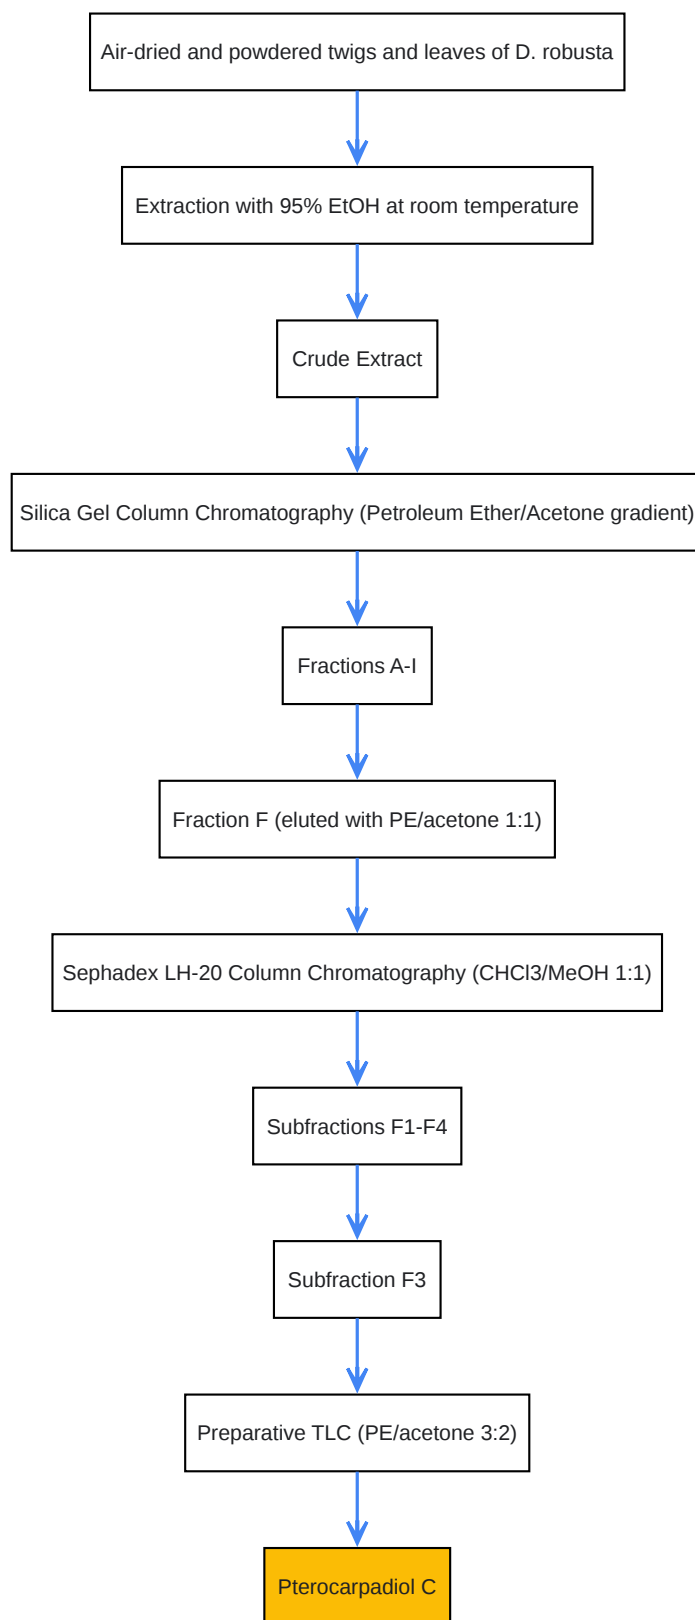 Air-dried and powdered twigs and leaves of D. robusta
Extraction with 95% EtOH at room temperature
Crude Extract
Silica Gel Column Chromatography (Petroleum Ether/Acetone gradient)
Fractions A-I
Fraction F (eluted with PE/acetone 1:1)
Sephadex LH-20 Column Chromatography (CHCl3/MeOH 1:1)
Subfractions F1-F4
Subfraction F3
Preparative TLC (PE/acetone 3:2)
Pterocarpadiol C